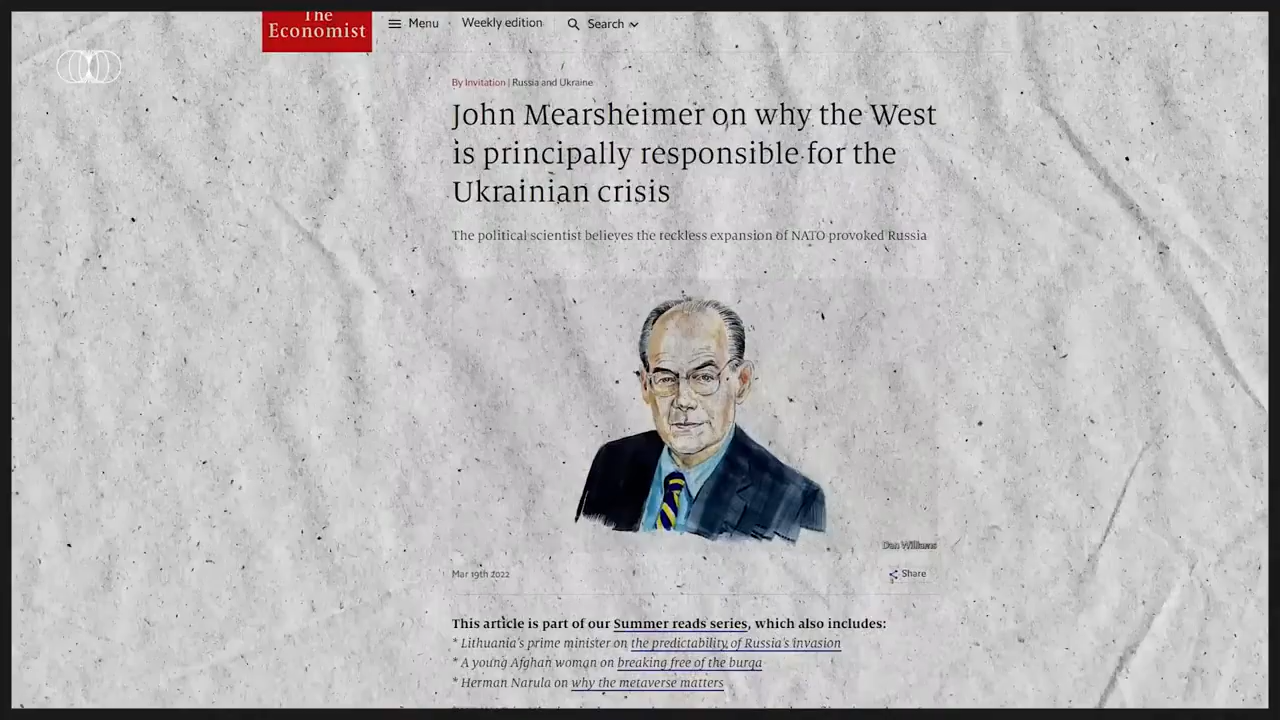 The
Economist
Menu
Weekly edition
Search
By Invitation | Russia and Ukraine
John Mearsheimer on why the West
is principally responsible for the
Ukrainian crisis
The political scientist believes the reckless expansion of NATO provoked Russia
Dan Williams
Mar 19th 2022
Share
This article is part of our Summer reads series, which also includes:
* Lithuania's prime minister on the predictability of Russia's invasion
* A young Afghan woman on breaking free of the burqa
* Herman Narula on why the metaverse matters